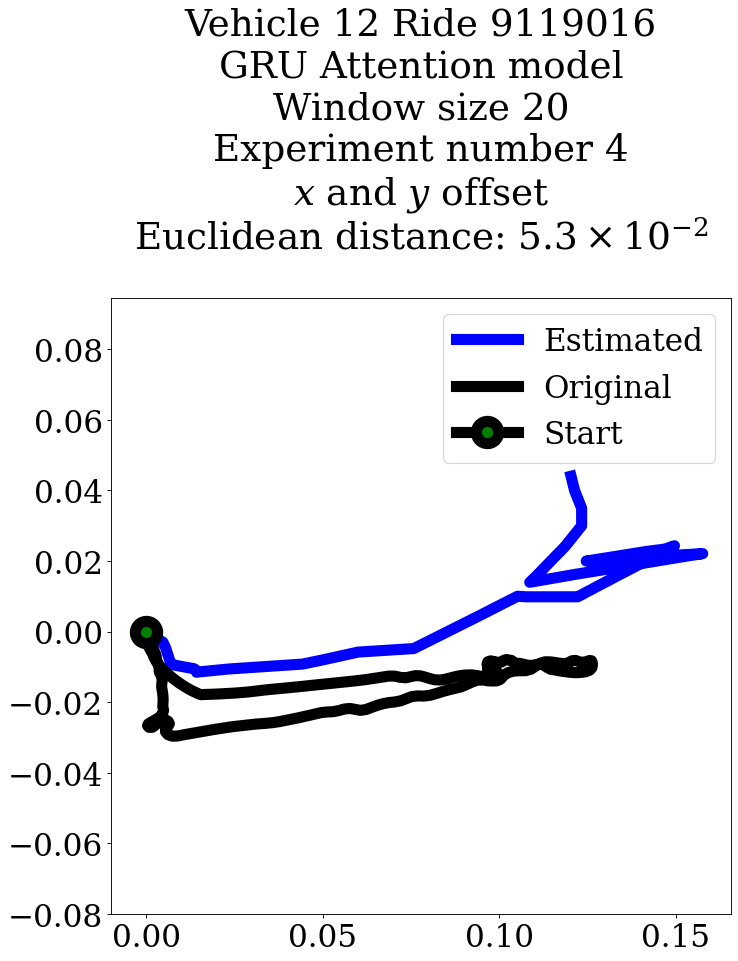 Vehicle 12 Ride 9119016
GRU Attention model
Window size 20
Experiment number 4
x and y offset
Euclidean distance: 5.3 × 10⁻²
Estimated
Original
Start
0.08
0.06
0.04
0.02
0.00
−0.02
−0.04
−0.06
−0.08
0.00 0.05 0.10 0.15